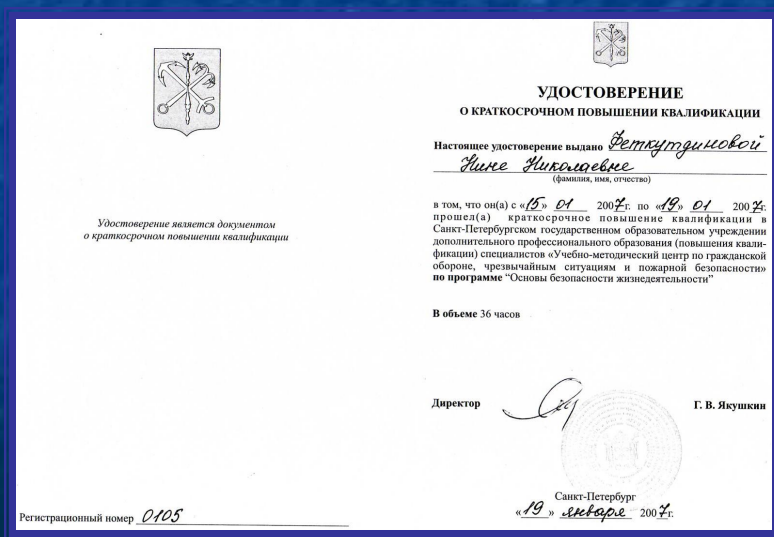 Удостоверение является документом
о краткосрочном повышении квалификации
Регистрационный номер 0105
УДОСТОВЕРЕНИЕ
О КРАТКОСРОЧНОМ ПОВЫШЕНИИ КВАЛИФИКАЦИИ
Настоящее удостоверение выдано Феткутдиновой
Нине Николаевне
(фамилия, имя, отчество)
в том, что он(а) с «15» 01 2007г. по «19» 01 2007г.
прошел(а) краткосрочное повышение квалификации в
Санкт-Петербургском государственном образовательном учреждении
дополнительного профессионального образования (повышения квали-
фикации) специалистов «Учебно-методический центр по гражданской
обороне, чрезвычайным ситуациям и пожарной безопасности»
по программе “Основы безопасности жизнедеятельности”
В объеме 36 часов
Директор Г. В. Якушкин
Санкт-Петербург
«19» января 2007г.